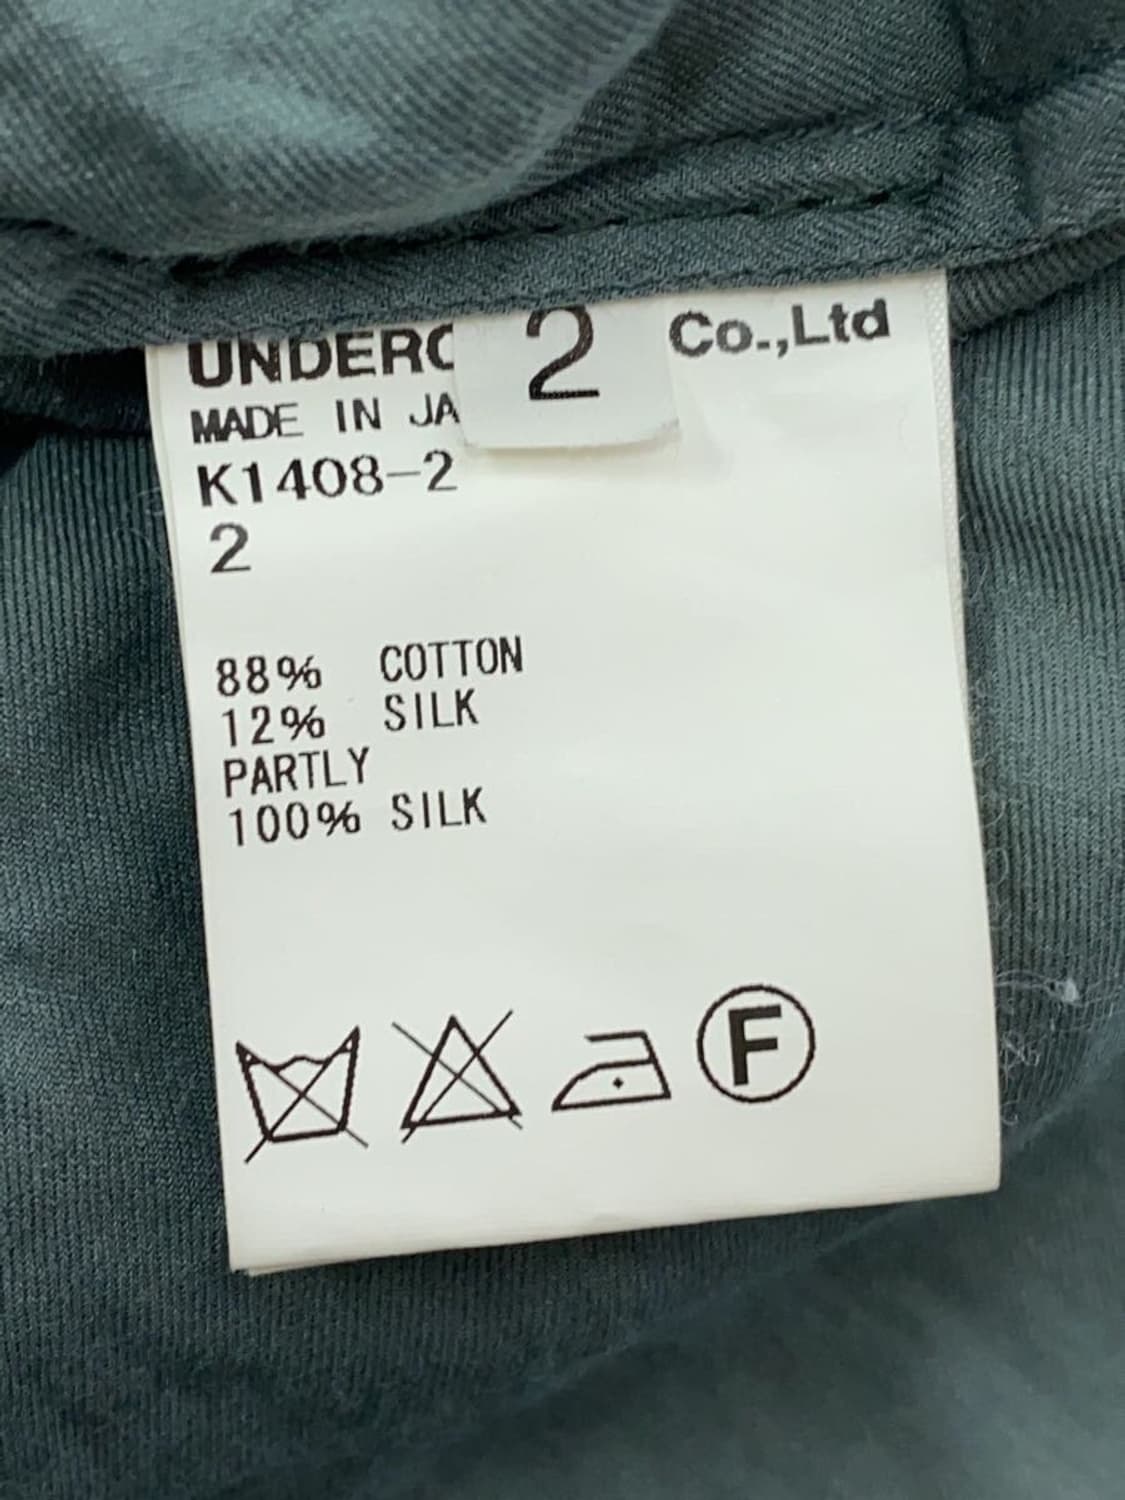 2
UNDERC Co.,Ltd
MADE IN JA
K1408-2
2
88% COTTON
12% SILK
PARTLY
100% SILK
F